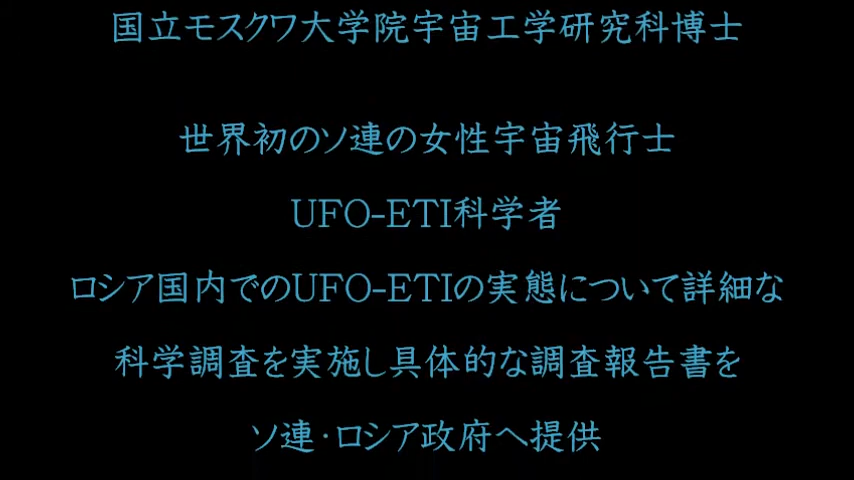 国立モスクワ大学院宇宙工学研究科博士
世界初のソ連の女性宇宙飛行士
UFO-ETI科学者
ロシア国内でのUFO-ETIの実態について詳細な
科学調査を実施し具体的な調査報告書を
ソ連・ロシア政府へ提供